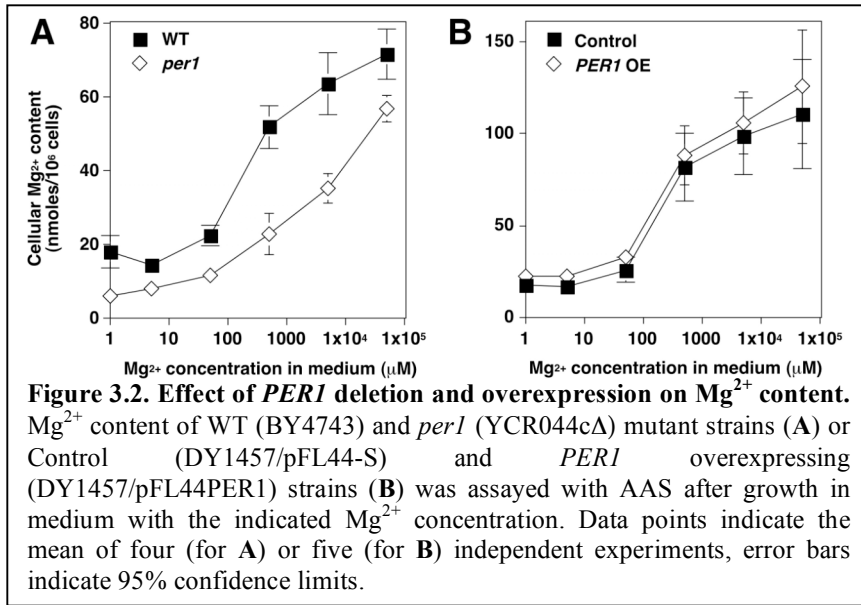 A
WT
per1
80
60
40
20
0
Cellular Mg²⁺ content
(nmoles/10⁶ cells)
1 10 100 1000 1x10⁴ 1x10⁵
Mg²⁺ concentration in medium (μM)
B
Control
PER1 OE
150
100
50
0
1 10 100 1000 1x10⁴ 1x10⁵
Mg²⁺ concentration in medium (μM)
Figure 3.2. Effect of PER1 deletion and overexpression on Mg²⁺ content.
Mg²⁺ content of WT (BY4743) and per1 (YCR044cΔ) mutant strains (A) or
Control (DY1457/pFL44-S) and PER1 overexpressing
(DY1457/pFL44PER1) strains (B) was assayed with AAS after growth in
medium with the indicated Mg²⁺ concentration. Data points indicate the
mean of four (for A) or five (for B) independent experiments, error bars
indicate 95% confidence limits.